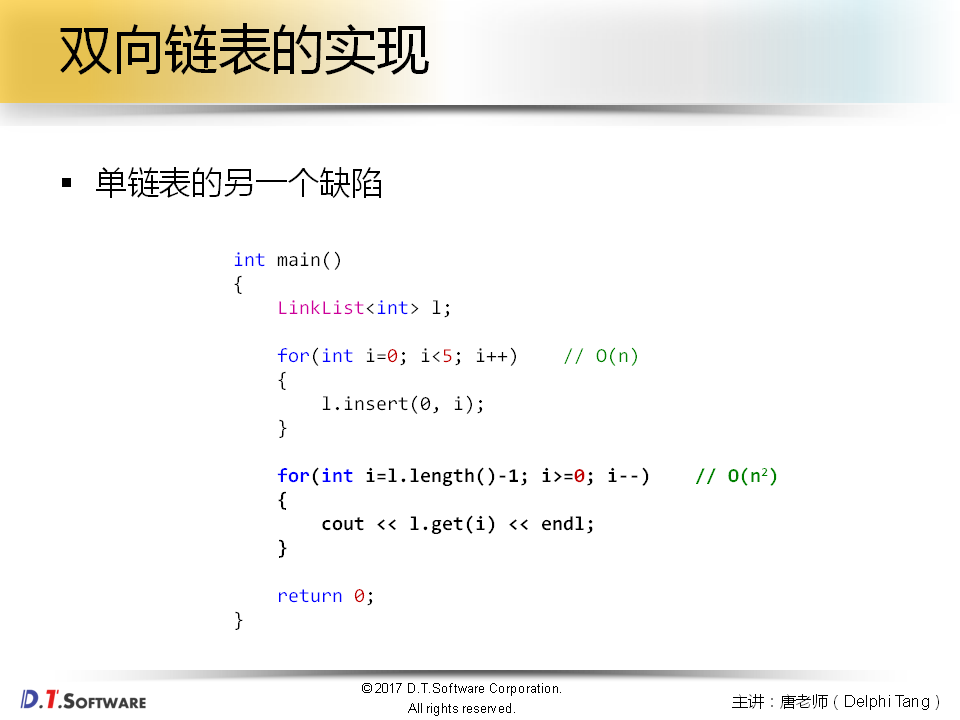 双向链表的实现
▪ 单链表的另一个缺陷
int main()
{
    LinkList<int> l;
    for(int i=0; i<5; i++)    // O(n)
    {
        l.insert(0, i);
    }
    for(int i=l.length()-1; i>=0; i--)    // O(n²)
    {
        cout << l.get(i) << endl;
    }
    return 0;
}
D.T.SOFTWARE
©2017 D.T.Software Corporation.
All rights reserved.
主讲：唐老师（Delphi Tang）